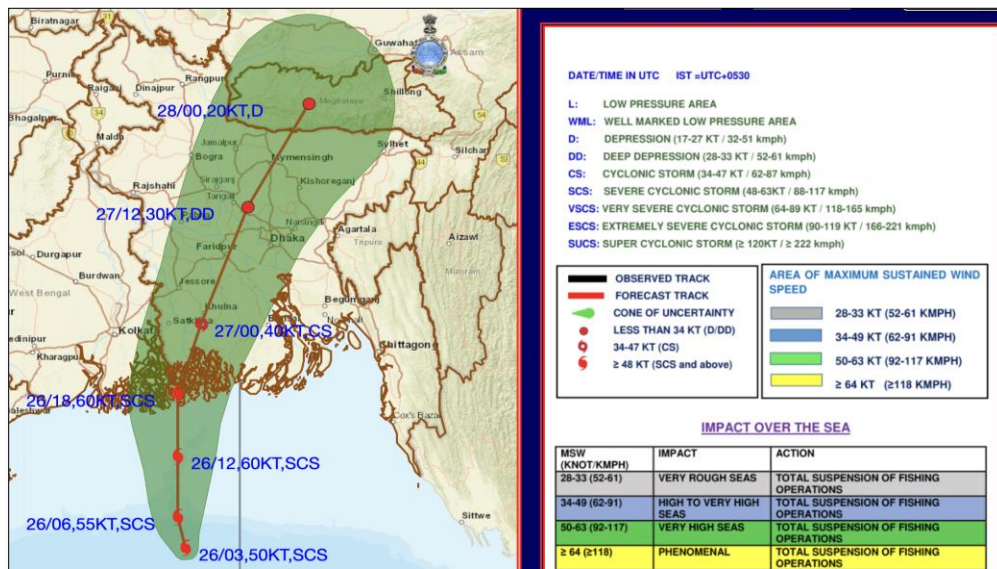 Biratnagar
Guwahat
Assam
Purni
Dinajpur
Rangpur
Raiganj
34
Bhagalpur
Malda
28/00,20KT,D
Meghalaya
Shillong
Jamalpur
Bogra
Mymensingh
Sylhet
Silchar
53
Sirajganj
Kishoreganj
44
Rajshahi
Tangail
27/12,30KT,DD
Narsingdi
Dhaka
Agartala
Tripura
Aizawl
Faridpur
Durgapur
Mizoram
Burdwan
West Bengal
Jessore
Khulna
Begumganj
Satkhira
27/00,40KT,CS
Kolkat
edinipur
Kharagpu
Chittagong
26/18,60KT,SCS
aleshwar
Cox's Bazar
26/12,60KT,SCS
26/06,55KT,SCS
Sittwe
26/03,50KT,SCS
DATE/TIME IN UTC IST =UTC+0530
L: LOW PRESSURE AREA
WML: WELL MARKED LOW PRESSURE AREA
D: DEPRESSION (17-27 KT / 32-51 kmph)
DD: DEEP DEPRESSION (28-33 KT / 52-61 kmph)
CS: CYCLONIC STORM (34-47 KT / 62-87 kmph)
SCS: SEVERE CYCLONIC STORM (48-63KT / 88-117 kmph)
VSCS: VERY SEVERE CYCLONIC STORM (64-89 KT / 118-165 kmph)
ESCS: EXTREMELY SEVERE CYCLONIC STORM (90-119 KT / 166-221 kmph)
SUCS: SUPER CYCLONIC STORM (≥ 120KT / ≥ 222 kmph)
OBSERVED TRACK
FORECAST TRACK
CONE OF UNCERTAINTY
LESS THAN 34 KT (D/DD)
34-47 KT (CS)
≥ 48 KT (SCS and above)
AREA OF MAXIMUM SUSTAINED WIND
SPEED
28-33 KT (52-61 KMPH)
34-49 KT (62-91 KMPH)
50-63 KT (92-117 KMPH)
≥ 64 KT (≥118 KMPH)
IMPACT OVER THE SEA
MSW IMPACT ACTION
(KNOT/KMPH)
28-33 (52-61) VERY ROUGH SEAS TOTAL SUSPENSION OF FISHING
OPERATIONS
34-49 (62-91) HIGH TO VERY HIGH TOTAL SUSPENSION OF FISHING
SEAS OPERATIONS
50-63 (92-117) VERY HIGH SEAS TOTAL SUSPENSION OF FISHING
OPERATIONS
≥ 64 (≥118) PHENOMENAL TOTAL SUSPENSION OF FISHING
OPERATIONS